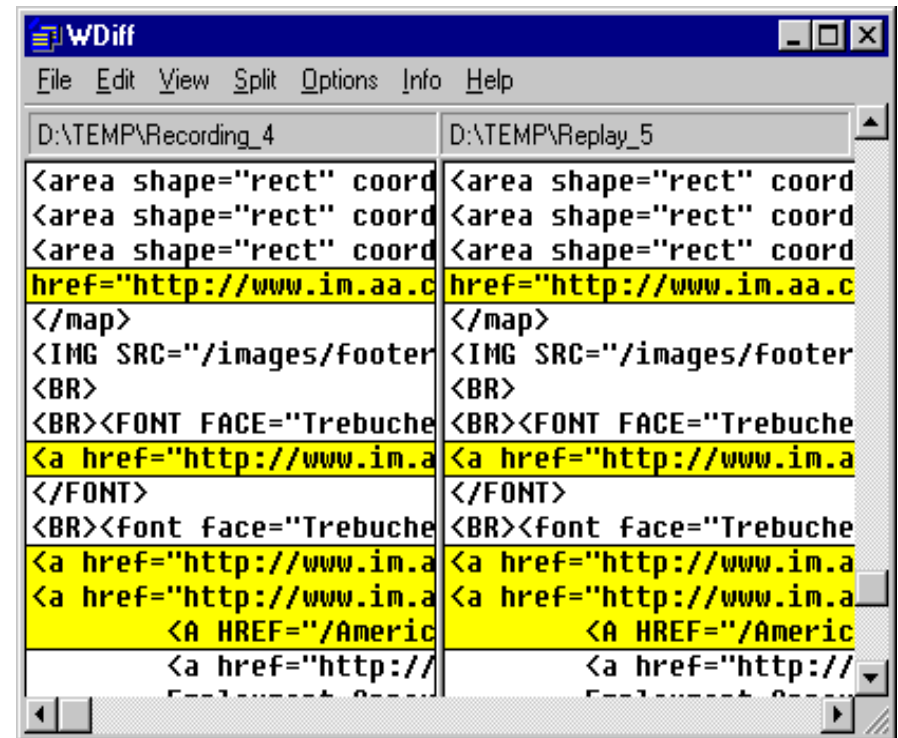 WDiff
File Edit View Split Options Info Help
D:\TEMP\Recording_4 D:\TEMP\Replay_5
<area shape="rect" coord <area shape="rect" coord
<area shape="rect" coord <area shape="rect" coord
<area shape="rect" coord <area shape="rect" coord
href="http://www.im.aa.c href="http://www.im.aa.c
</map> </map>
<IMG SRC="/images/footer <IMG SRC="/images/footer
<BR> <BR>
<BR><FONT FACE="Trebuche <BR><FONT FACE="Trebuche
<a href="http://www.im.a <a href="http://www.im.a
</FONT> </FONT>
<BR><font face="Trebuche <BR><font face="Trebuche
<a href="http://www.im.a <a href="http://www.im.a
<a href="http://www.im.a <a href="http://www.im.a
<A HREF="/Americ <A HREF="/Americ
<a href="http:// <a href="http://